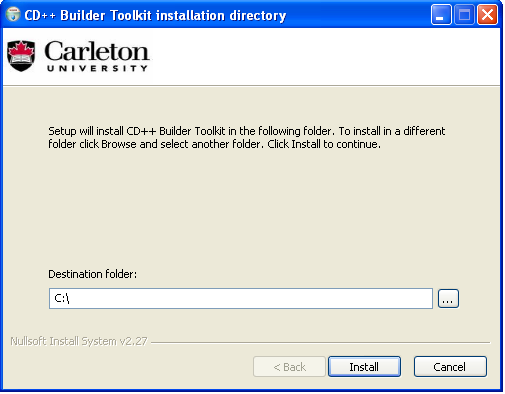 CD++ Builder Toolkit installation directory
Carleton
UNIVERSITY
Setup will install CD++ Builder Toolkit in the following folder. To install in a different
folder click Browse and select another folder. Click Install to continue.
Destination folder:
C:\
...
Nullsoft Install System v2.27
< Back
Install
Cancel